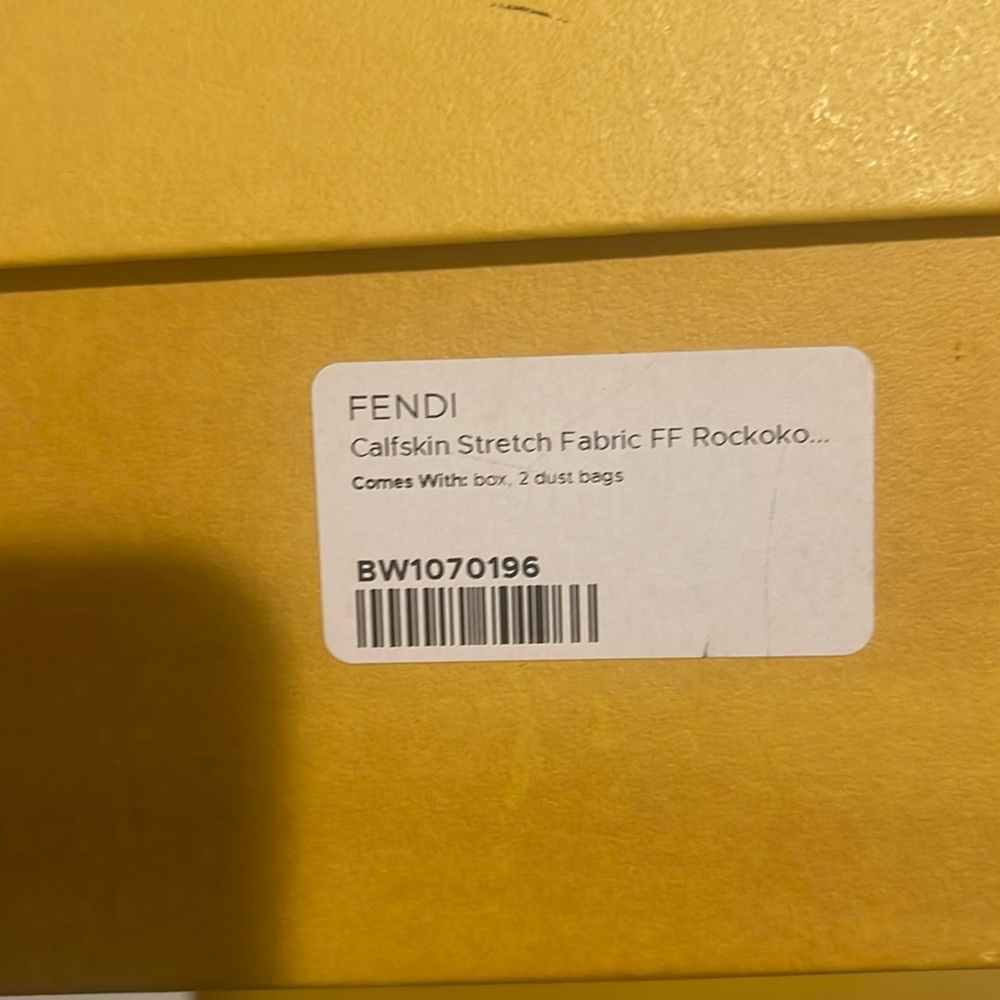 FENDI
Calfskin Stretch Fabric FF Rockoko...
Comes With: box, 2 dust bags
BW1070196